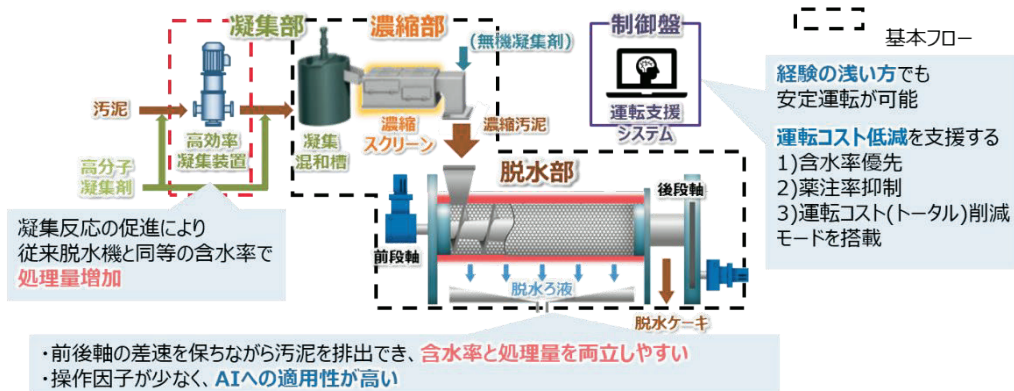 凝集部
濃縮部
(無機凝集剤)
制御盤
基本フロー
汚泥
高効率
凝集装置
高分子
凝集剤
凝集
混和槽
濃縮
スクリーン
濃縮汚泥
運転支援
システム
経験の浅い方でも
安定運転が可能
運転コスト低減を支援する
1)含水率優先
2)薬注率抑制
3)運転コスト(トータル)削減
モードを搭載
凝集反応の促進により
従来脱水機と同等の含水率で
処理量増加
脱水部
前段軸
後段軸
脱水ろ液
脱水ケーキ
・前後軸の差速を保ちながら汚泥を排出でき、含水率と処理量を両立しやすい
・操作因子が少なく、AIへの適用性が高い